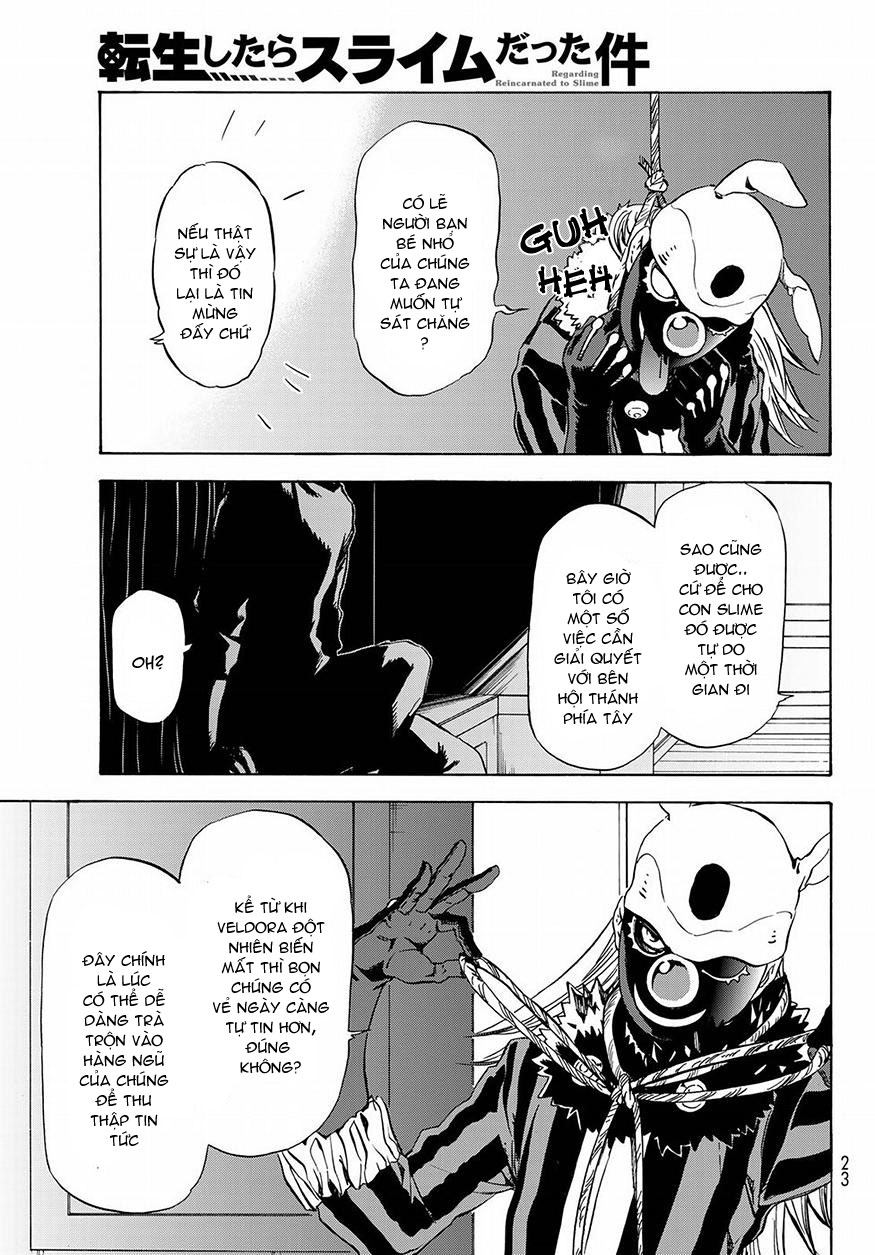 転生したらスライムだった件
Regarding
Reincarnated to Slime
CÓ LẼ
NGƯỜI BẠN
BÉ NHỎ
CỦA CHÚNG
TA ĐANG
MUỐN TỰ
SÁT CHĂNG
?
GUH
HEH
NẾU THẬT
SỰ LÀ VẬY
THÌ ĐÓ
LẠI LÀ TIN
MỪNG
ĐẤY CHỨ
SAO CŨNG
ĐƯỢC..
CỨ ĐỂ CHO
CON SLIME
ĐÓ ĐƯỢC
TỰ DO
MỘT THỜI
GIAN ĐI
BÂY GIỜ
TÔI CÓ
MỘT SỐ
VIỆC CẦN
GIẢI QUYẾT
VỚI BÊN
HỘI THÁNH
PHÍA TÂY
OH?
KỂ TỪ KHI
VELDORA ĐỘT
NHIÊN BIẾN
MẤT THÌ BỌN
CHÚNG CÓ
VẺ NGÀY CÀNG
TỰ TIN HƠN,
ĐÚNG
KHÔNG?
ĐÂY CHÍNH
LÀ LÚC
CÓ THỂ DỄ
DÀNG TRÀ
TRỘN VÀO
HÀNG NGŨ
CỦA CHÚNG
ĐỂ THU
THẬP TIN
TỨC
23